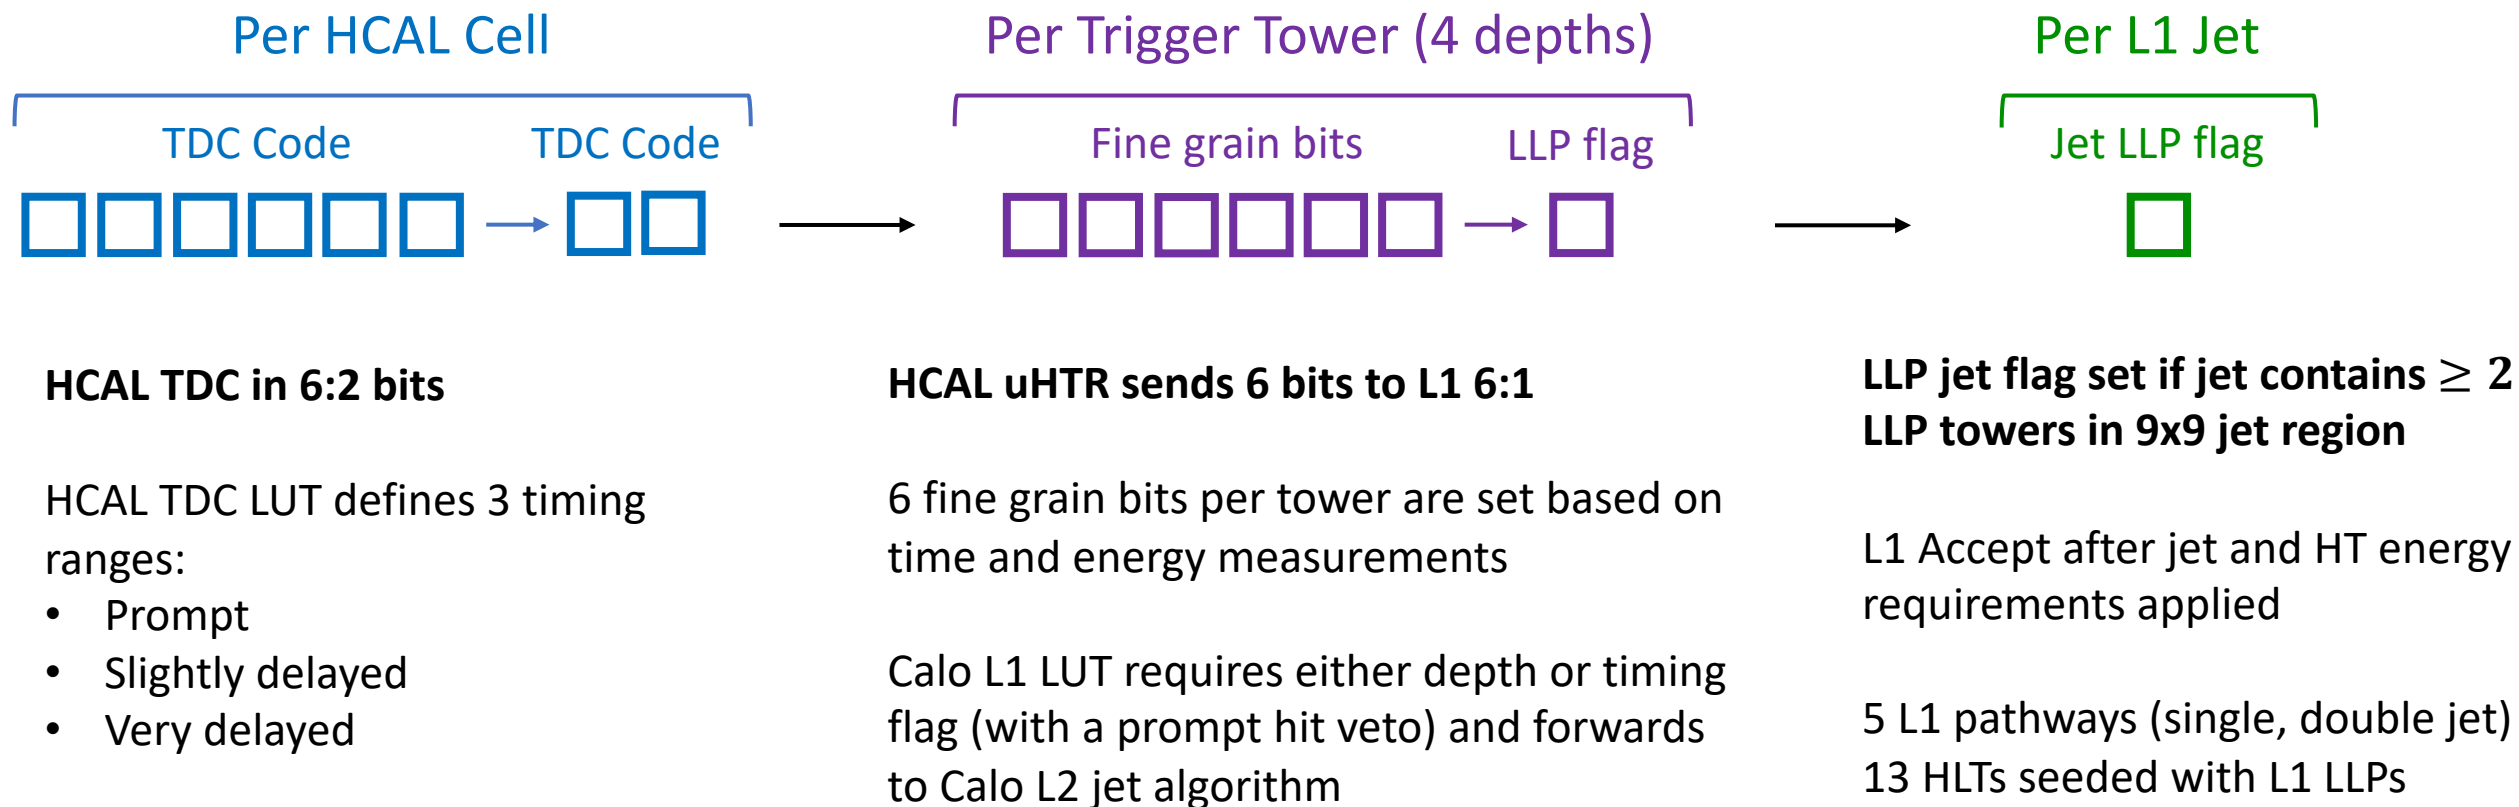 Per HCAL Cell
TDC Code
TDC Code
HCAL TDC in 6:2 bits
HCAL TDC LUT defines 3 timing
ranges:
• Prompt
• Slightly delayed
• Very delayed
Per Trigger Tower (4 depths)
Fine grain bits
LLP flag
HCAL uHTR sends 6 bits to L1 6:1
6 fine grain bits per tower are set based on
time and energy measurements
Calo L1 LUT requires either depth or timing
flag (with a prompt hit veto) and forwards
to Calo L2 jet algorithm
Per L1 Jet
Jet LLP flag
LLP jet flag set if jet contains ≥ 2
LLP towers in 9x9 jet region
L1 Accept after jet and HT energy
requirements applied
5 L1 pathways (single, double jet)
13 HLTs seeded with L1 LLPs